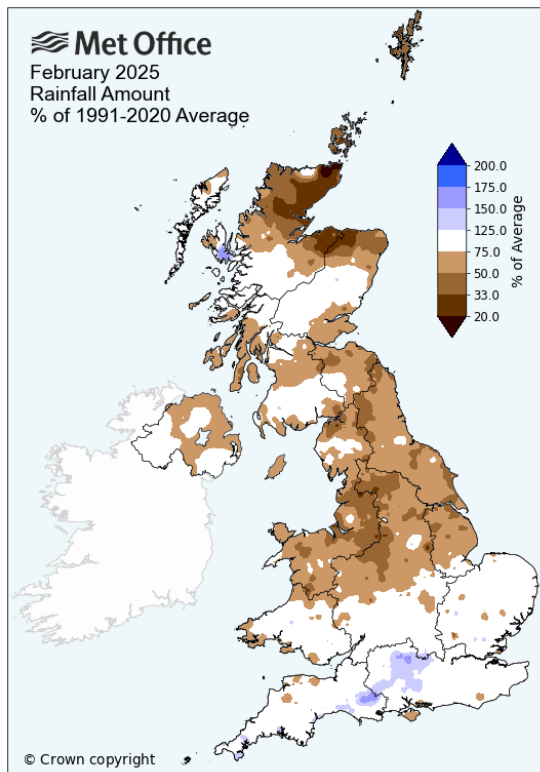 Met Office
February 2025
Rainfall Amount
% of 1991-2020 Average
200.0
175.0
150.0
125.0
75.0
50.0
33.0
20.0
% of Average
© Crown copyright